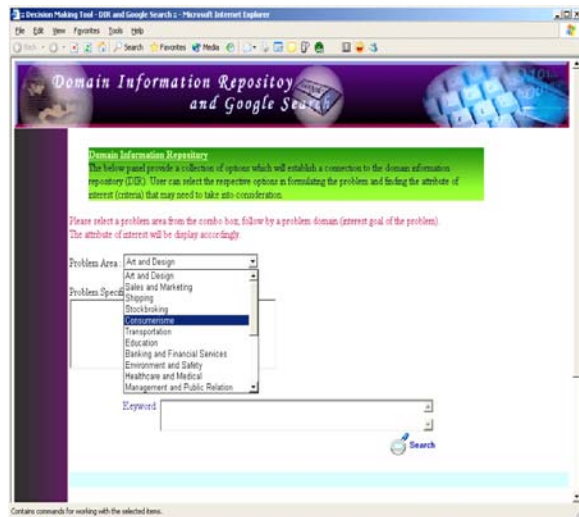 :: Decision Making Tool - DIR and Google Search :: - Microsoft Internet Explorer
File Edit View Favorites Tools Help
Back Search Favorites Media
Domain Information Repositoy
and Google Search
Domain Information Repository
The below panel provide a collection of options which will establish a connection to the domain information
repository (DIR). User can select the respective options in formulating the problem and finding the attribute of
interest (criteria) that may need to take into consideration.
Please select a problem area from the combo box, follow by a problem domain (interest goal of the problem).
The attribute of interest will be display accordingly.
Problem Area : Art and Design
Art and Design
Sales and Marketing
Problem Specifi
Shipping
Stockbroking
Consumerisme
Transportation
Education
Banking and Financial Services
Environment and Safety
Healthcare and Medical
Management and Public Relation
Keyword
Search
Contains commands for working with the selected items.